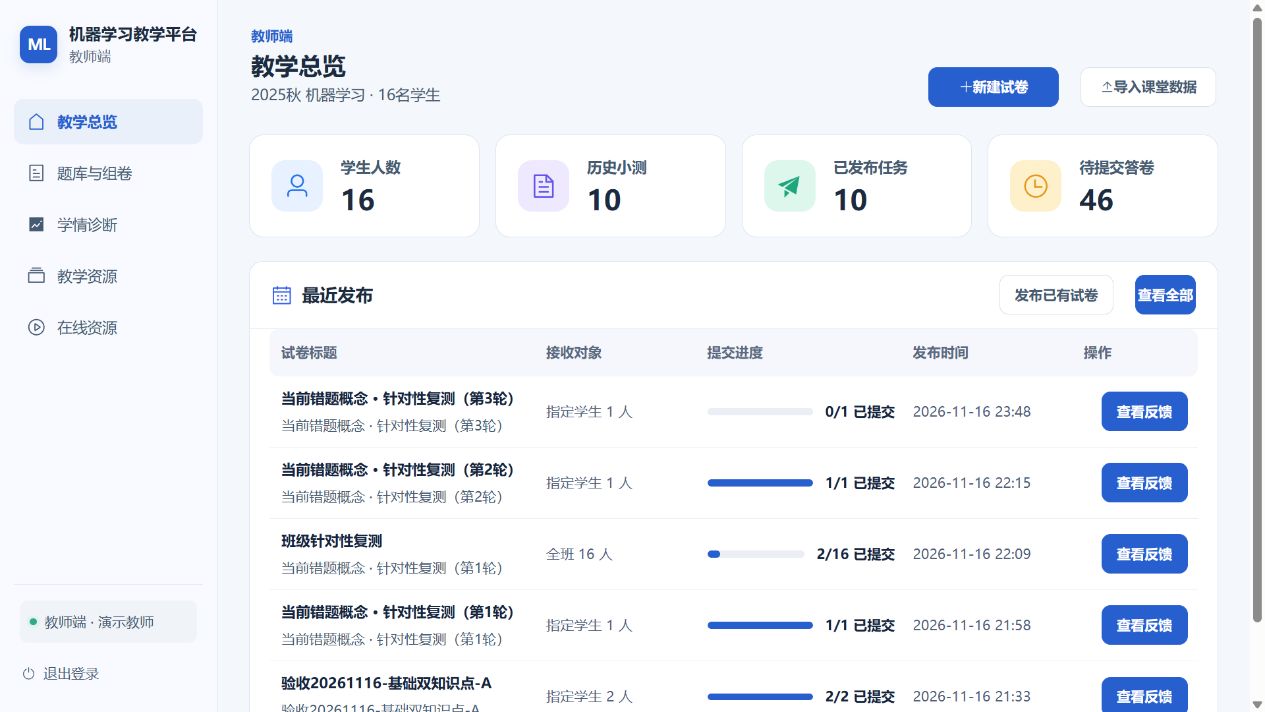 ML
机器学习教学平台
教师端
教学总览
题库与组卷
学情诊断
教学资源
在线资源
教师端 · 演示教师
退出登录
教师端
教学总览
2025秋 机器学习 · 16名学生
+新建试卷
导入课堂数据
学生人数
16
历史小测
10
已发布任务
10
待提交答卷
46
最近发布
发布已有试卷
查看全部
试卷标题 接收对象 提交进度 发布时间 操作
当前错题概念 · 针对性复测（第3轮）
当前错题概念 · 针对性复测（第3轮）
指定学生 1 人 0/1 已提交 2026-11-16 23:48 查看反馈
当前错题概念 · 针对性复测（第2轮）
当前错题概念 · 针对性复测（第2轮）
指定学生 1 人 1/1 已提交 2026-11-16 22:15 查看反馈
班级针对性复测
当前错题概念 · 针对性复测（第1轮）
全班 16 人 2/16 已提交 2026-11-16 22:09 查看反馈
当前错题概念 · 针对性复测（第1轮）
当前错题概念 · 针对性复测（第1轮）
指定学生 1 人 1/1 已提交 2026-11-16 21:58 查看反馈
验收20261116-基础双知识点-A
验收20261116-基础双知识点-A
指定学生 2 人 2/2 已提交 2026-11-16 21:33 查看反馈